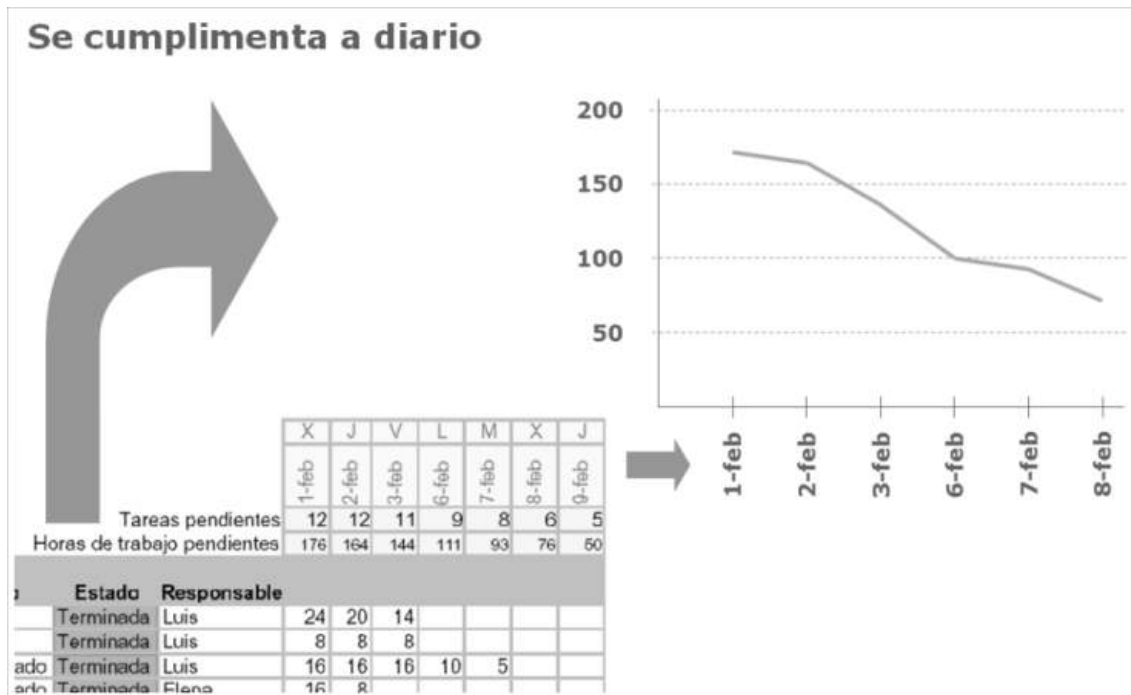 Se cumplimenta a diario
200
150
100
50
1-feb 2-feb 3-feb 6-feb 7-feb 8-feb
X J V L M X J
1-feb 2-feb 3-feb 6-feb 7-feb 8-feb 9-feb
Tareas pendientes 12 12 11 9 8 6 5
Horas de trabajo pendientes 176 164 144 111 93 76 50
Estado Responsable
Terminada Luis 24 20 14
Terminada Luis 8 8 8
ado Terminada Luis 16 16 16 10 5
ado Terminada Elena 16 8